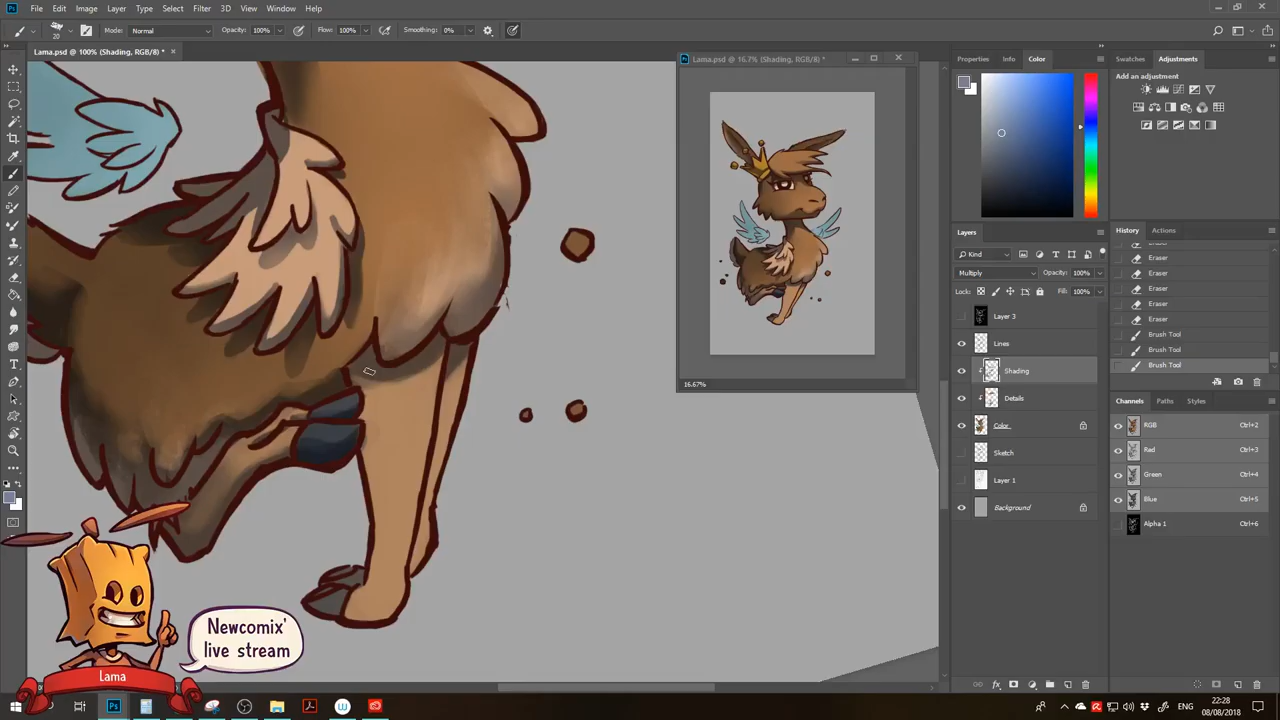 File Edit Image Layer Type Select Filter 3D View Window Help
20 Mode: Normal Opacity: 100% Flow: 100% Smoothing: 0%
Lama.psd @ 100% (Shading, RGB/8) *
Lama.psd @ 16.7% (Shading, RGB/8) *
16.67%
Properties Info Color
Swatches Adjustments
Add an adjustment
Layers
Kind
Multiply Opacity: 100%
Lock: Fill: 100%
Layer 3
Lines
Shading
Details
Color
Sketch
Layer 1
Background
History Actions
Eraser
Eraser
Eraser
Eraser
Eraser
Eraser
Brush Tool
Brush Tool
Brush Tool
Channels Paths Styles
RGB Ctrl+2
Red Ctrl+3
Green Ctrl+4
Blue Ctrl+5
Alpha 1 Ctrl+6
Newcomix'
live stream
Lama
Ps
ENG
22:28
08/08/2018